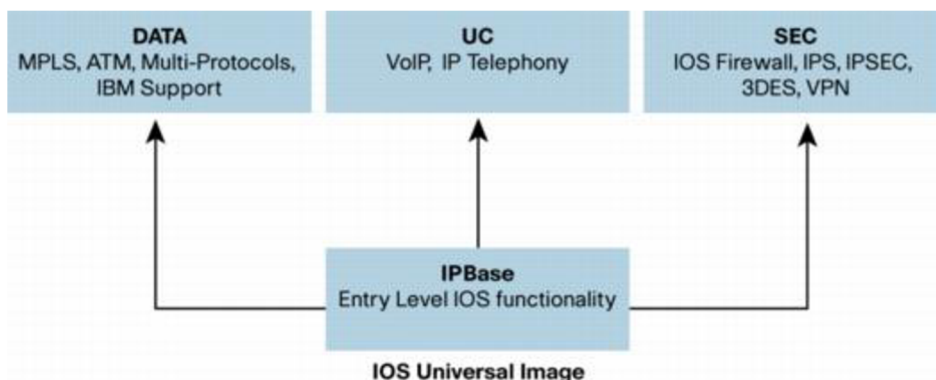 DATA
MPLS, ATM, Multi-Protocols,
IBM Support
UC
VoIP, IP Telephony
SEC
IOS Firewall, IPS, IPSEC,
3DES, VPN
IPBase
Entry Level IOS functionality
IOS Universal Image